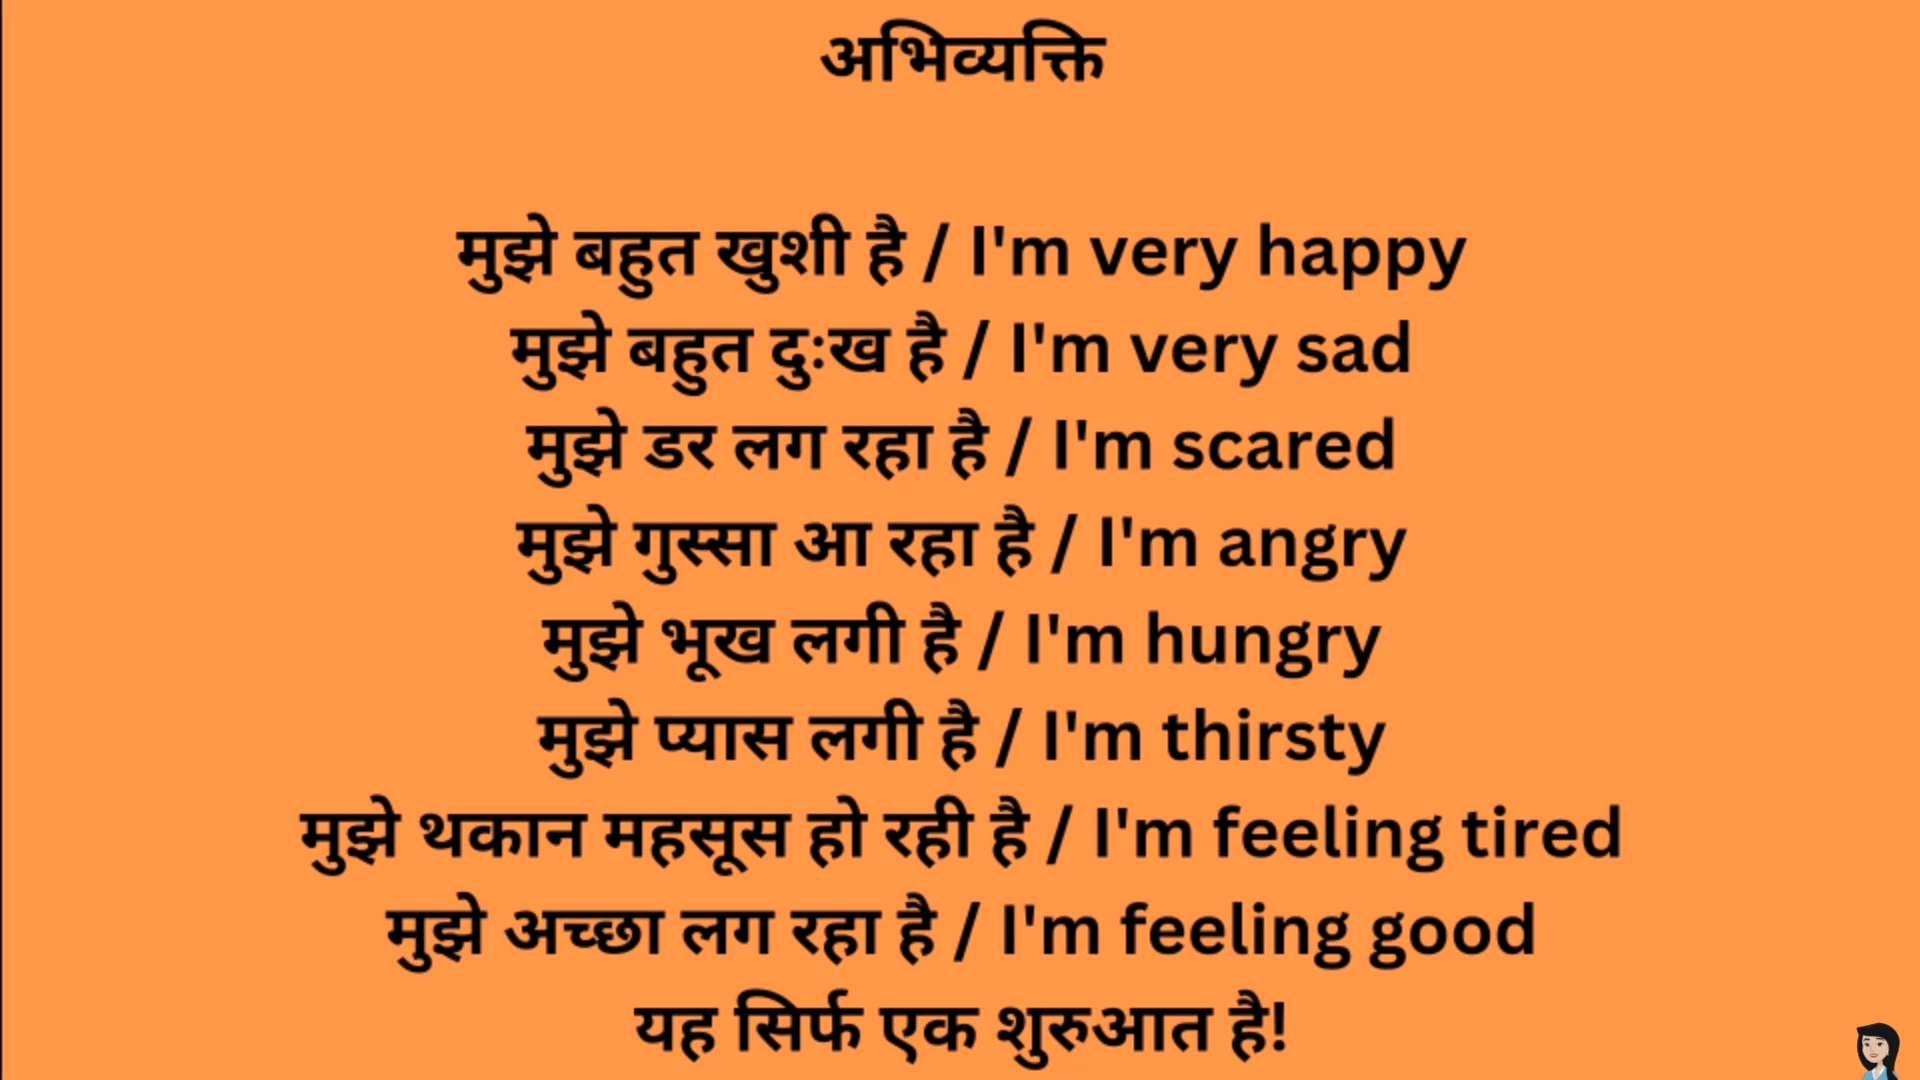 अभिव्यक्ति
मुझे बहुत खुशी है / I'm very happy
मुझे बहुत दुःख है / I'm very sad
मुझे डर लग रहा है / I'm scared
मुझे गुस्सा आ रहा है / I'm angry
मुझे भूख लगी है / I'm hungry
मुझे प्यास लगी है / I'm thirsty
मुझे थकान महसूस हो रही है / I'm feeling tired
मुझे अच्छा लग रहा है / I'm feeling good
यह सिर्फ एक शुरुआत है!